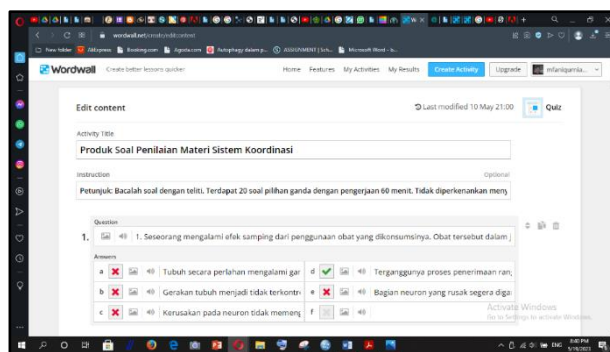 wordwall.net/create/editcontent
New folder AliExpress Booking.com Agoda.com Autophagy dalam p... ASSIGNMENT | Sch... Microsoft Word - b...
Wordwall Create better lessons quicker Home Features My Activities My Results Create Activity Upgrade
Edit content Last modified 10 May 21:00 Quiz
Activity Title
Produk Soal Penilaian Materi Sistem Koordinasi
Instruction Optional
Petunjuk: Bacalah soal dengan teliti. Terdapat 20 soal pilihan ganda dengan pengerjaan 60 menit. Tidak diperkenankan meny
Question
1. 1. Seseorang mengalami efek samping dari penggunaan obat yang dikonsumsinya. Obat tersebut dalam j
Answers
a Tubuh secara perlahan mengalami gar d Terganggunya proses penerimaan ran
b Gerakan tubuh menjadi tidak terkontr e Bagian neuron yang rusak segera diga
c Kerusakan pada neuron tidak memeng f
Activate Windows
Go to Settings to activate Windows.
ENG 8:40 PM